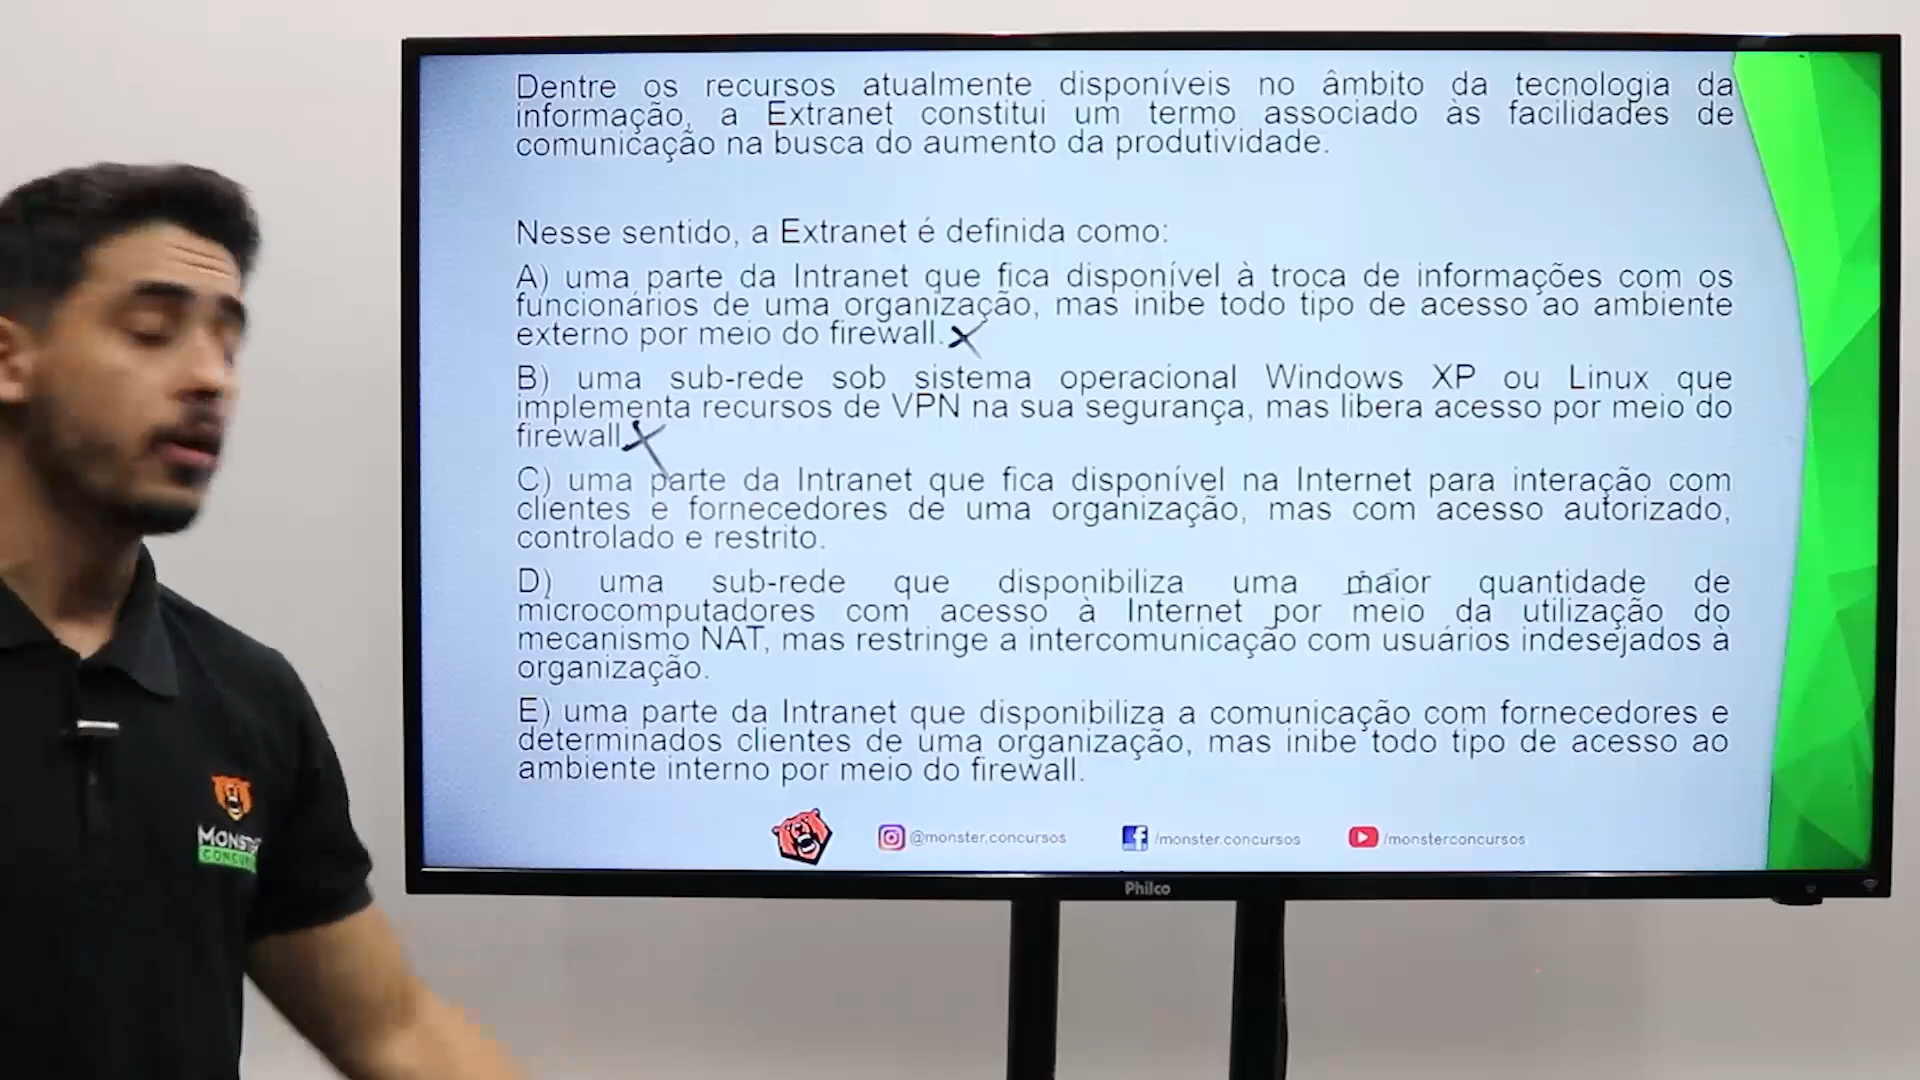 Dentre os recursos atualmente disponíveis no âmbito da tecnologia da
informação, a Extranet constitui um termo associado às facilidades de
comunicação na busca do aumento da produtividade.
Nesse sentido, a Extranet é definida como:
A) uma parte da Intranet que fica disponível à troca de informações com os
funcionários de uma organização, mas inibe todo tipo de acesso ao ambiente
externo por meio do firewall.
B) uma sub-rede sob sistema operacional Windows XP ou Linux que
implementa recursos de VPN na sua segurança, mas libera acesso por meio do
firewall
C) uma parte da Intranet que fica disponível na Internet para interação com
clientes e fornecedores de uma organização, mas com acesso autorizado,
controlado e restrito.
D) uma sub-rede que disponibiliza uma maior quantidade de
microcomputadores com acesso à Internet por meio da utilização do
mecanismo NAT, mas restringe a intercomunicação com usuários indesejados à
organização.
E) uma parte da Intranet que disponibiliza a comunicação com fornecedores e
determinados clientes de uma organização, mas inibe todo tipo de acesso ao
ambiente interno por meio do firewall.
@monster.concursos /monster.concursos /monsterconcursos
Philco